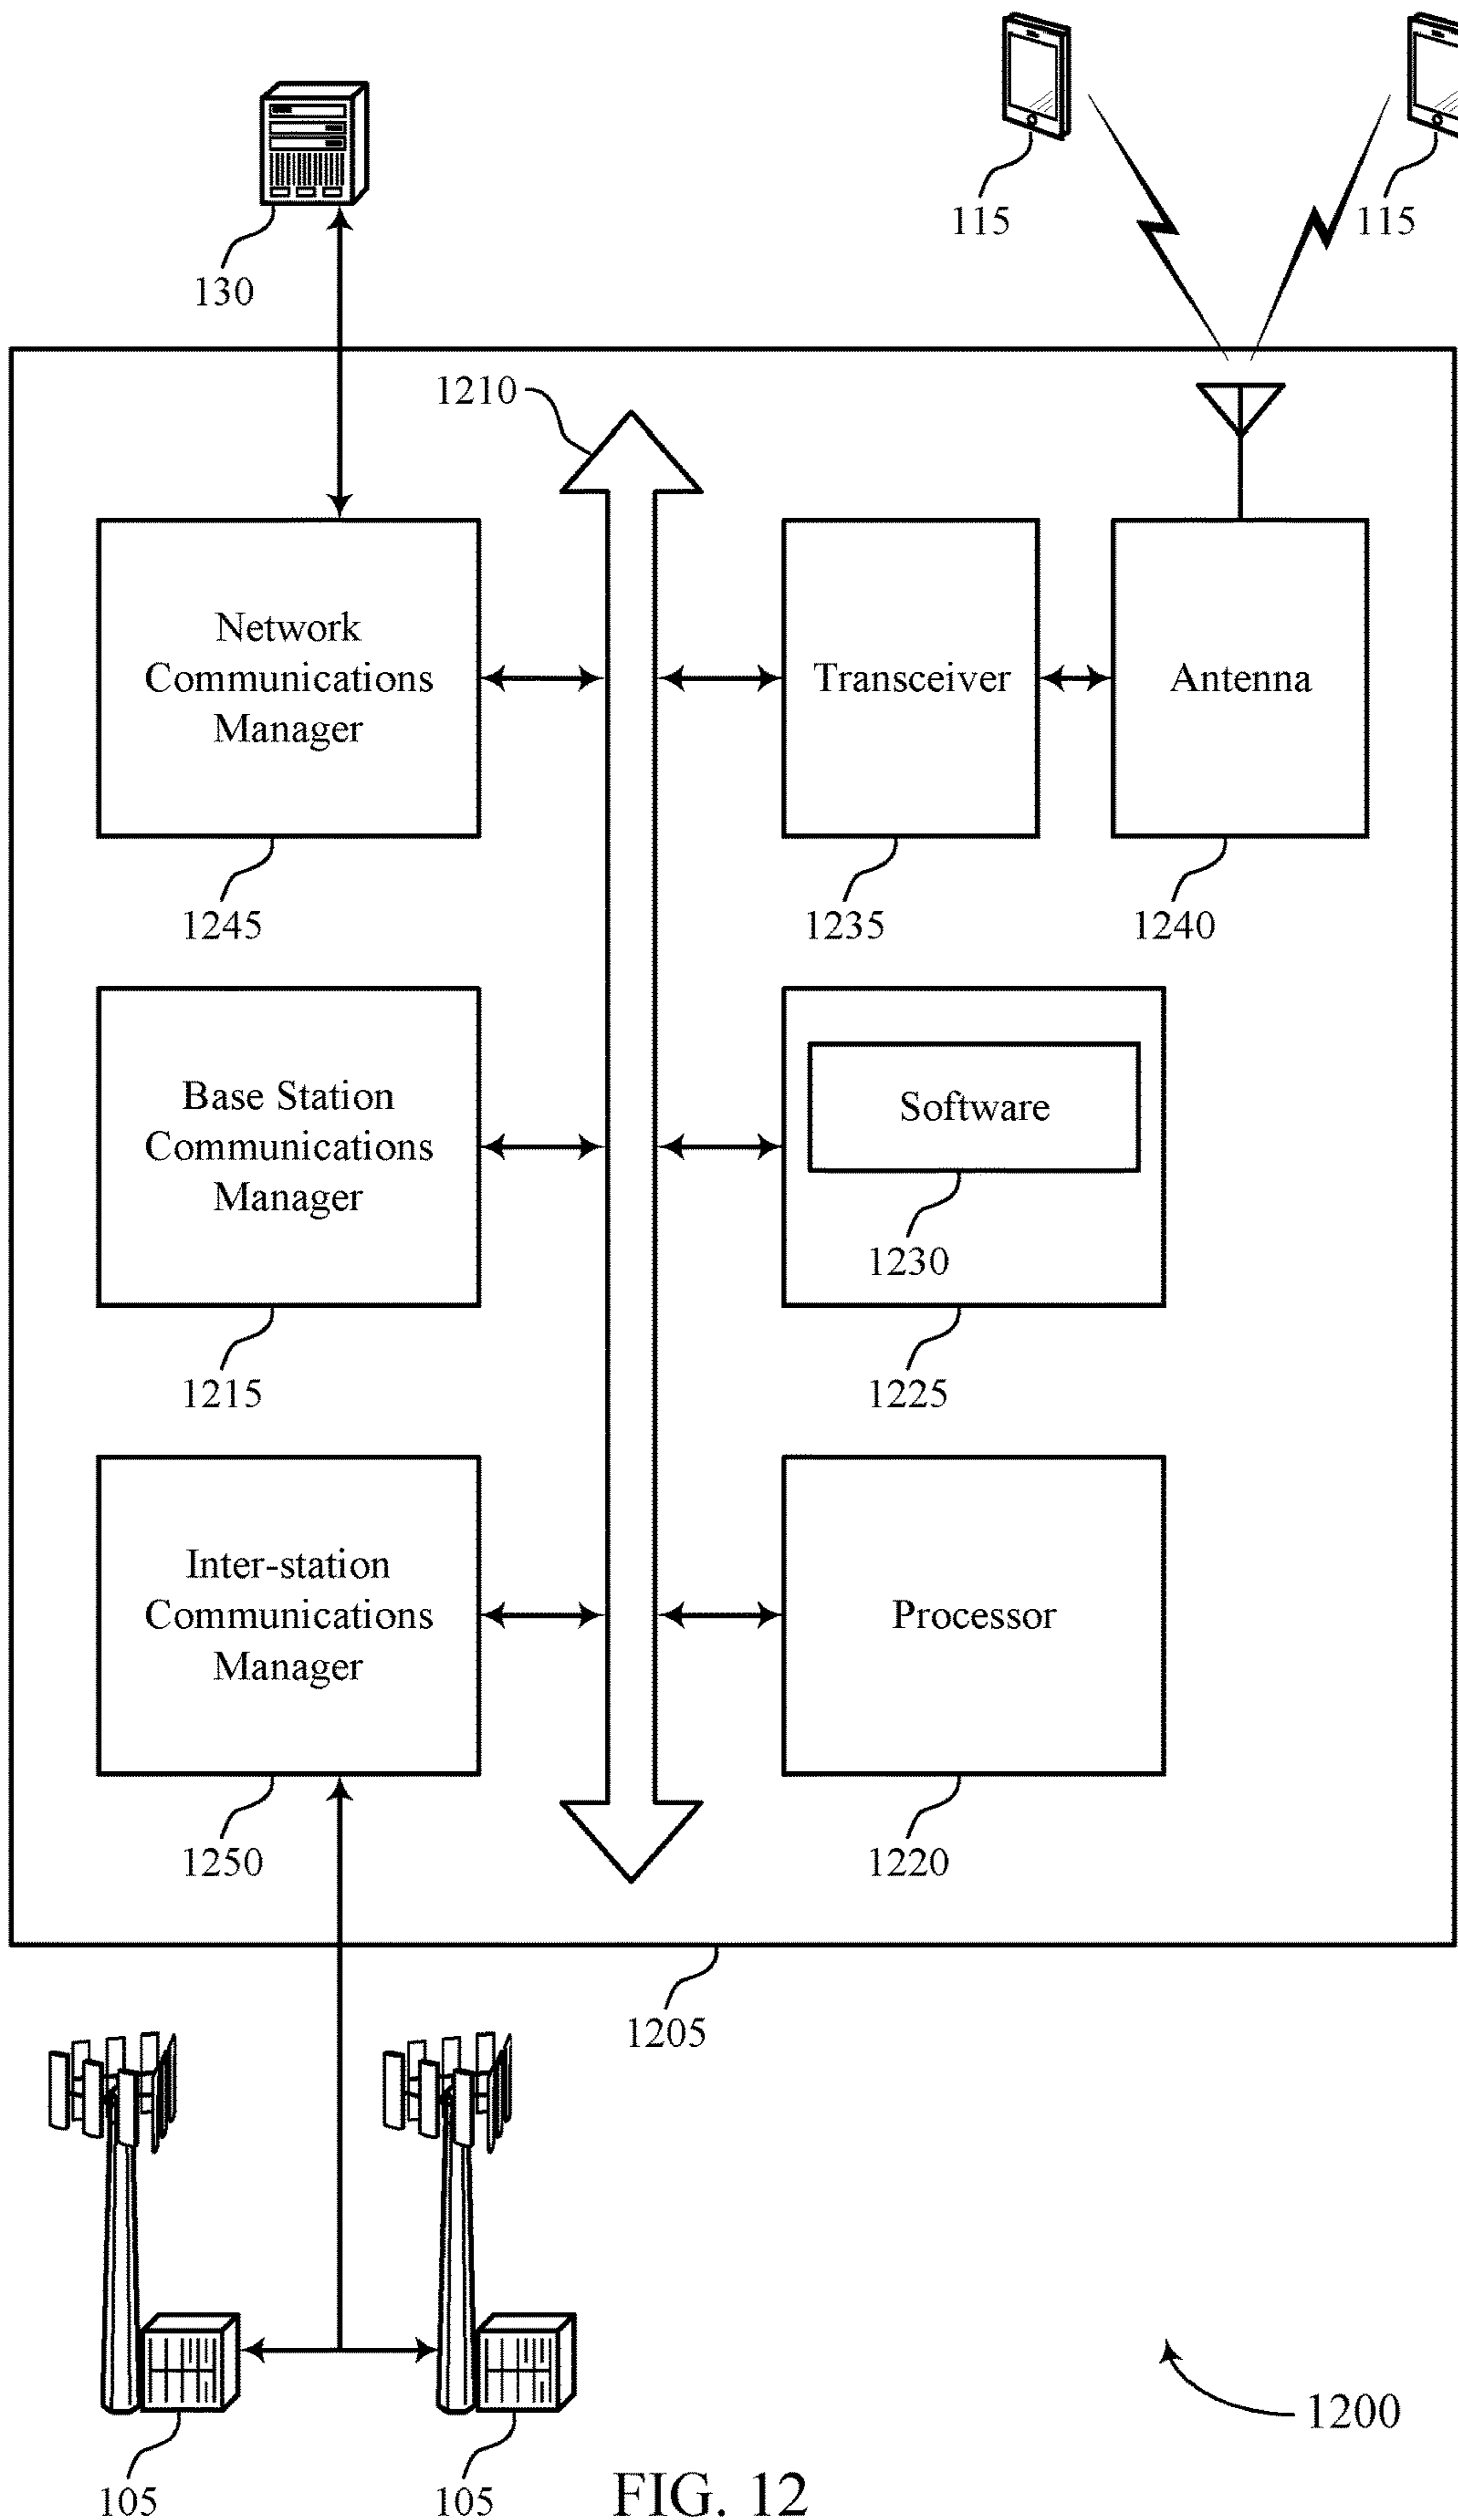 115
115
130
1210
Network
Communications
Manager
Transceiver
Antenna
1245
1235
1240
Base Station
Communications
Manager
Software
1230
1215
1225
Inter-station
Communications
Manager
Processor
1250
1220
1205
1200
105
105
FIG. 12